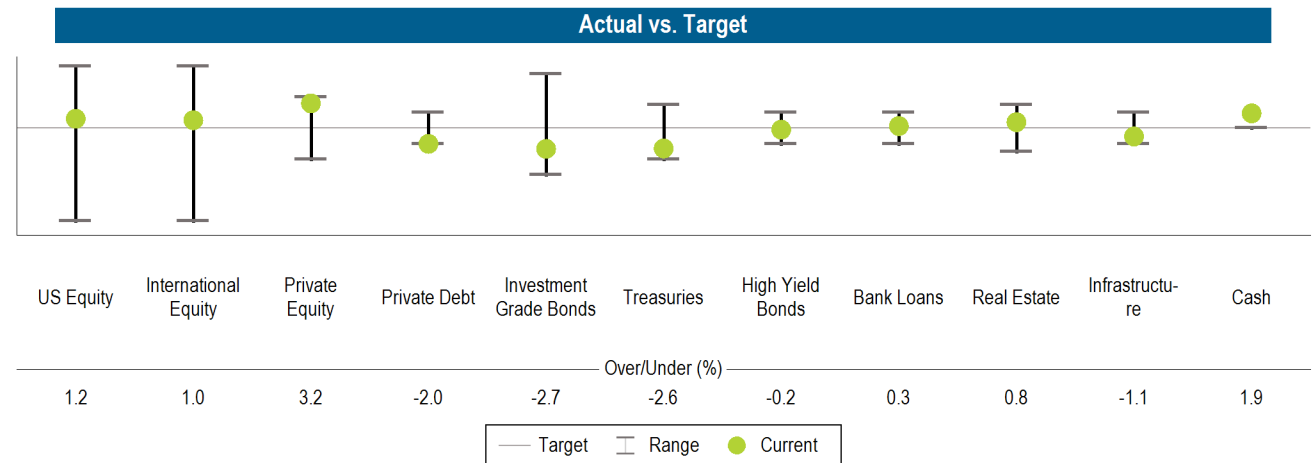 Actual vs. Target
US Equity
International
Equity
Private
Equity
Private Debt
Investment
Grade Bonds
Treasuries
High Yield
Bonds
Bank Loans
Real Estate
Infrastructu-
re
Cash
Over/Under (%)
1.2 1.0 3.2 -2.0 -2.7 -2.6 -0.2 0.3 0.8 -1.1 1.9
Target Range Current